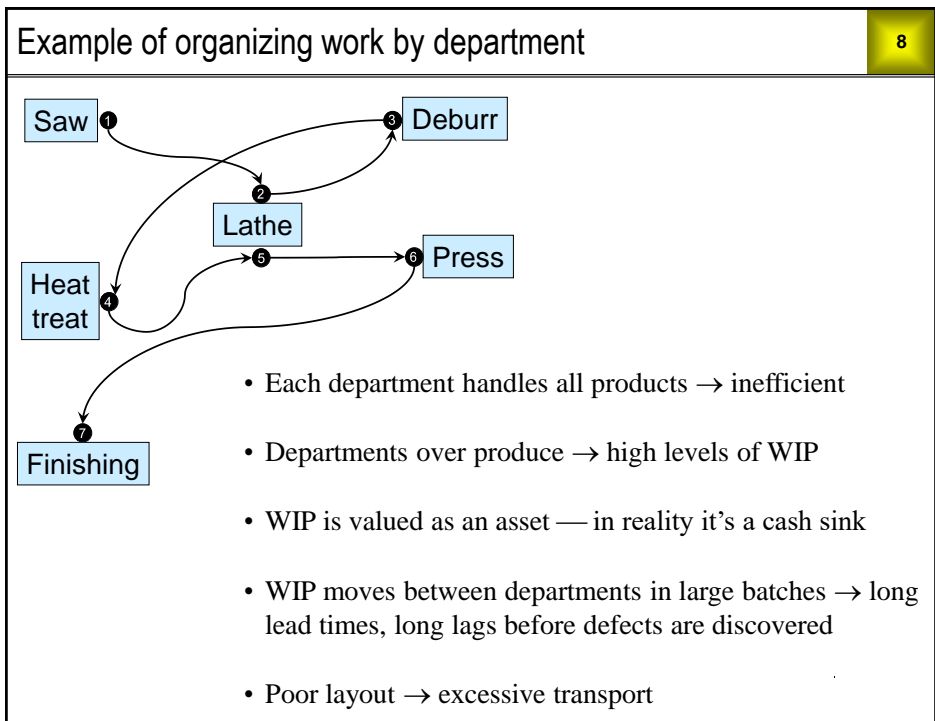 Example of organizing work by department
8
Saw
1
3
Deburr
2
Lathe
5
6
Press
Heat
treat
4
7
Finishing
• Each department handles all products → inefficient
• Departments over produce → high levels of WIP
• WIP is valued as an asset — in reality it's a cash sink
• WIP moves between departments in large batches → long
lead times, long lags before defects are discovered
• Poor layout → excessive transport